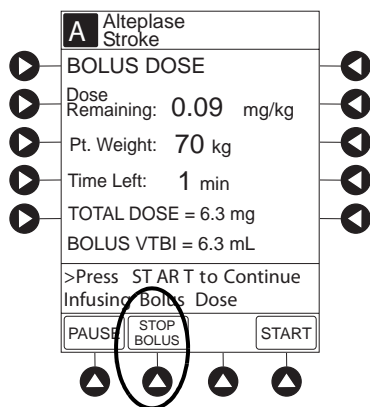 A Alteplase
Stroke
BOLUS DOSE
Dose
Remaining: 0.09 mg/kg
Pt. Weight: 70 kg
Time Left: 1 min
TOTAL DOSE = 6.3 mg
BOLUS VTBI = 6.3 mL
>Press ST AR T to Continue
Infusing Bolus Dose
PAUSE STOP BOLUS START